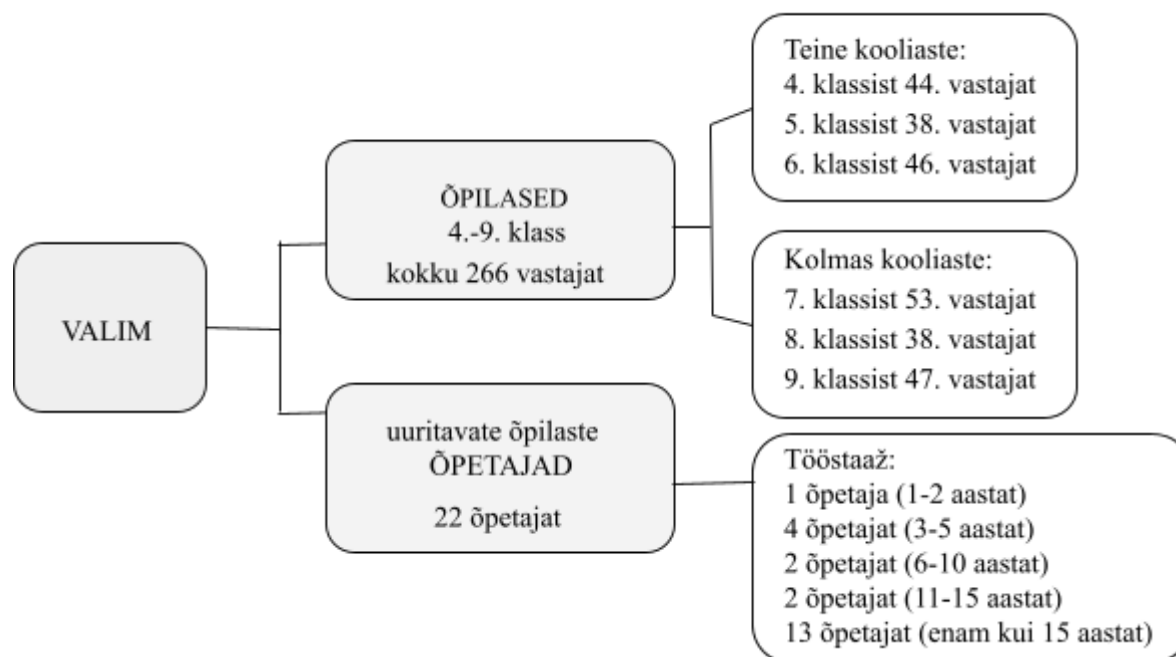 VALIM
ÕPILASED
4.-9. klass
kokku 266 vastajat
Teine kooliaste:
4. klassist 44. vastajat
5. klassist 38. vastajat
6. klassist 46. vastajat
Kolmas kooliaste:
7. klassist 53. vastajat
8. klassist 38. vastajat
9. klassist 47. vastajat
uuritavate õpilaste
ÕPETAJAD
22 õpetajat
Tööstaaž:
1 õpetaja (1-2 aastat)
4 õpetajat (3-5 aastat)
2 õpetajat (6-10 aastat)
2 õpetajat (11-15 aastat)
13 õpetajat (enam kui 15 aastat)